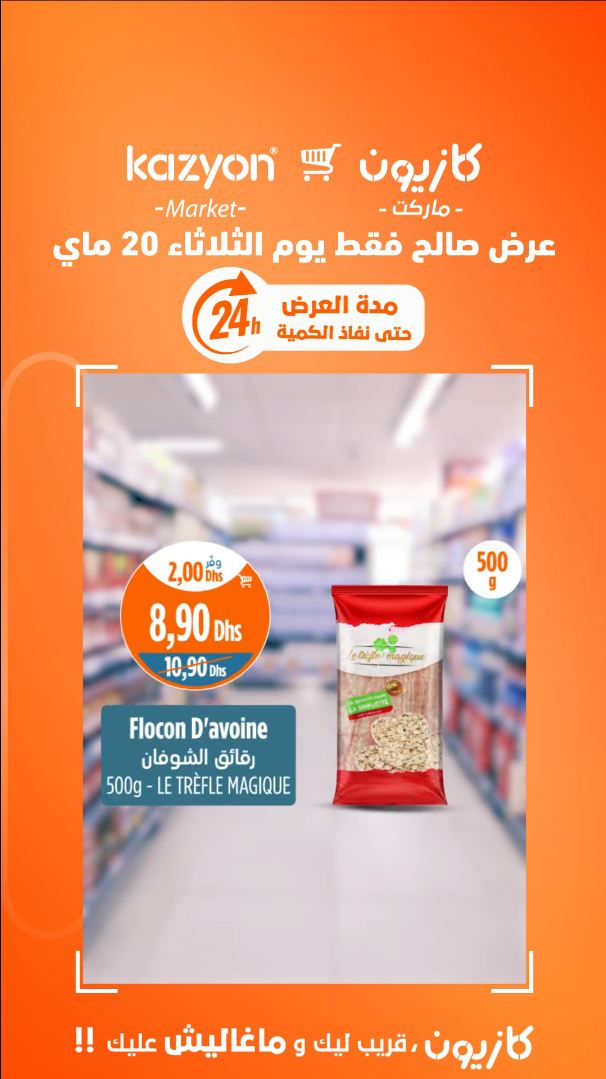 kazyon® كازيون
-Market- - ماركت -
عرض صالح فقط يوم الثلاثاء 20 ماي
24h
مدة العرض
حتى نفاذ الكمية
وفّر
2,00 Dhs
8,90 Dhs
10,90 Dhs
500
g
Le trèfle magique
LA SIMPLICITÉ
Flocon D'avoine
رقائق الشوفان
500g - LE TRÈFLE MAGIQUE
كازيون، قريب ليك و ماغاليش عليك !!